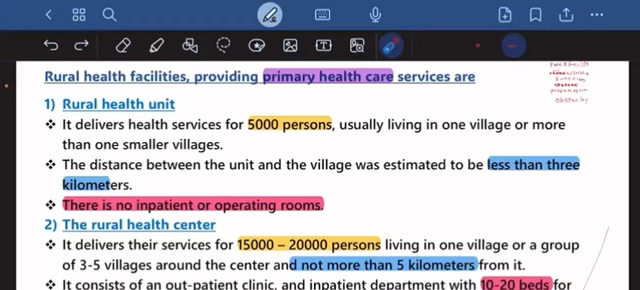 Rural health facilities, providing primary health care services are
1) Rural health unit
❖ It delivers health services for 5000 persons, usually living in one village or more
than one smaller villages.
❖ The distance between the unit and the village was estimated to be less than three
kilometers.
❖ There is no inpatient or operating rooms.
2) The rural health center
❖ It delivers their services for 15000 – 20000 persons living in one village or a group
of 3-5 villages around the center and not more than 5 kilometers from it.
❖ It consists of an out-patient clinic, and inpatient department with 10-20 beds for